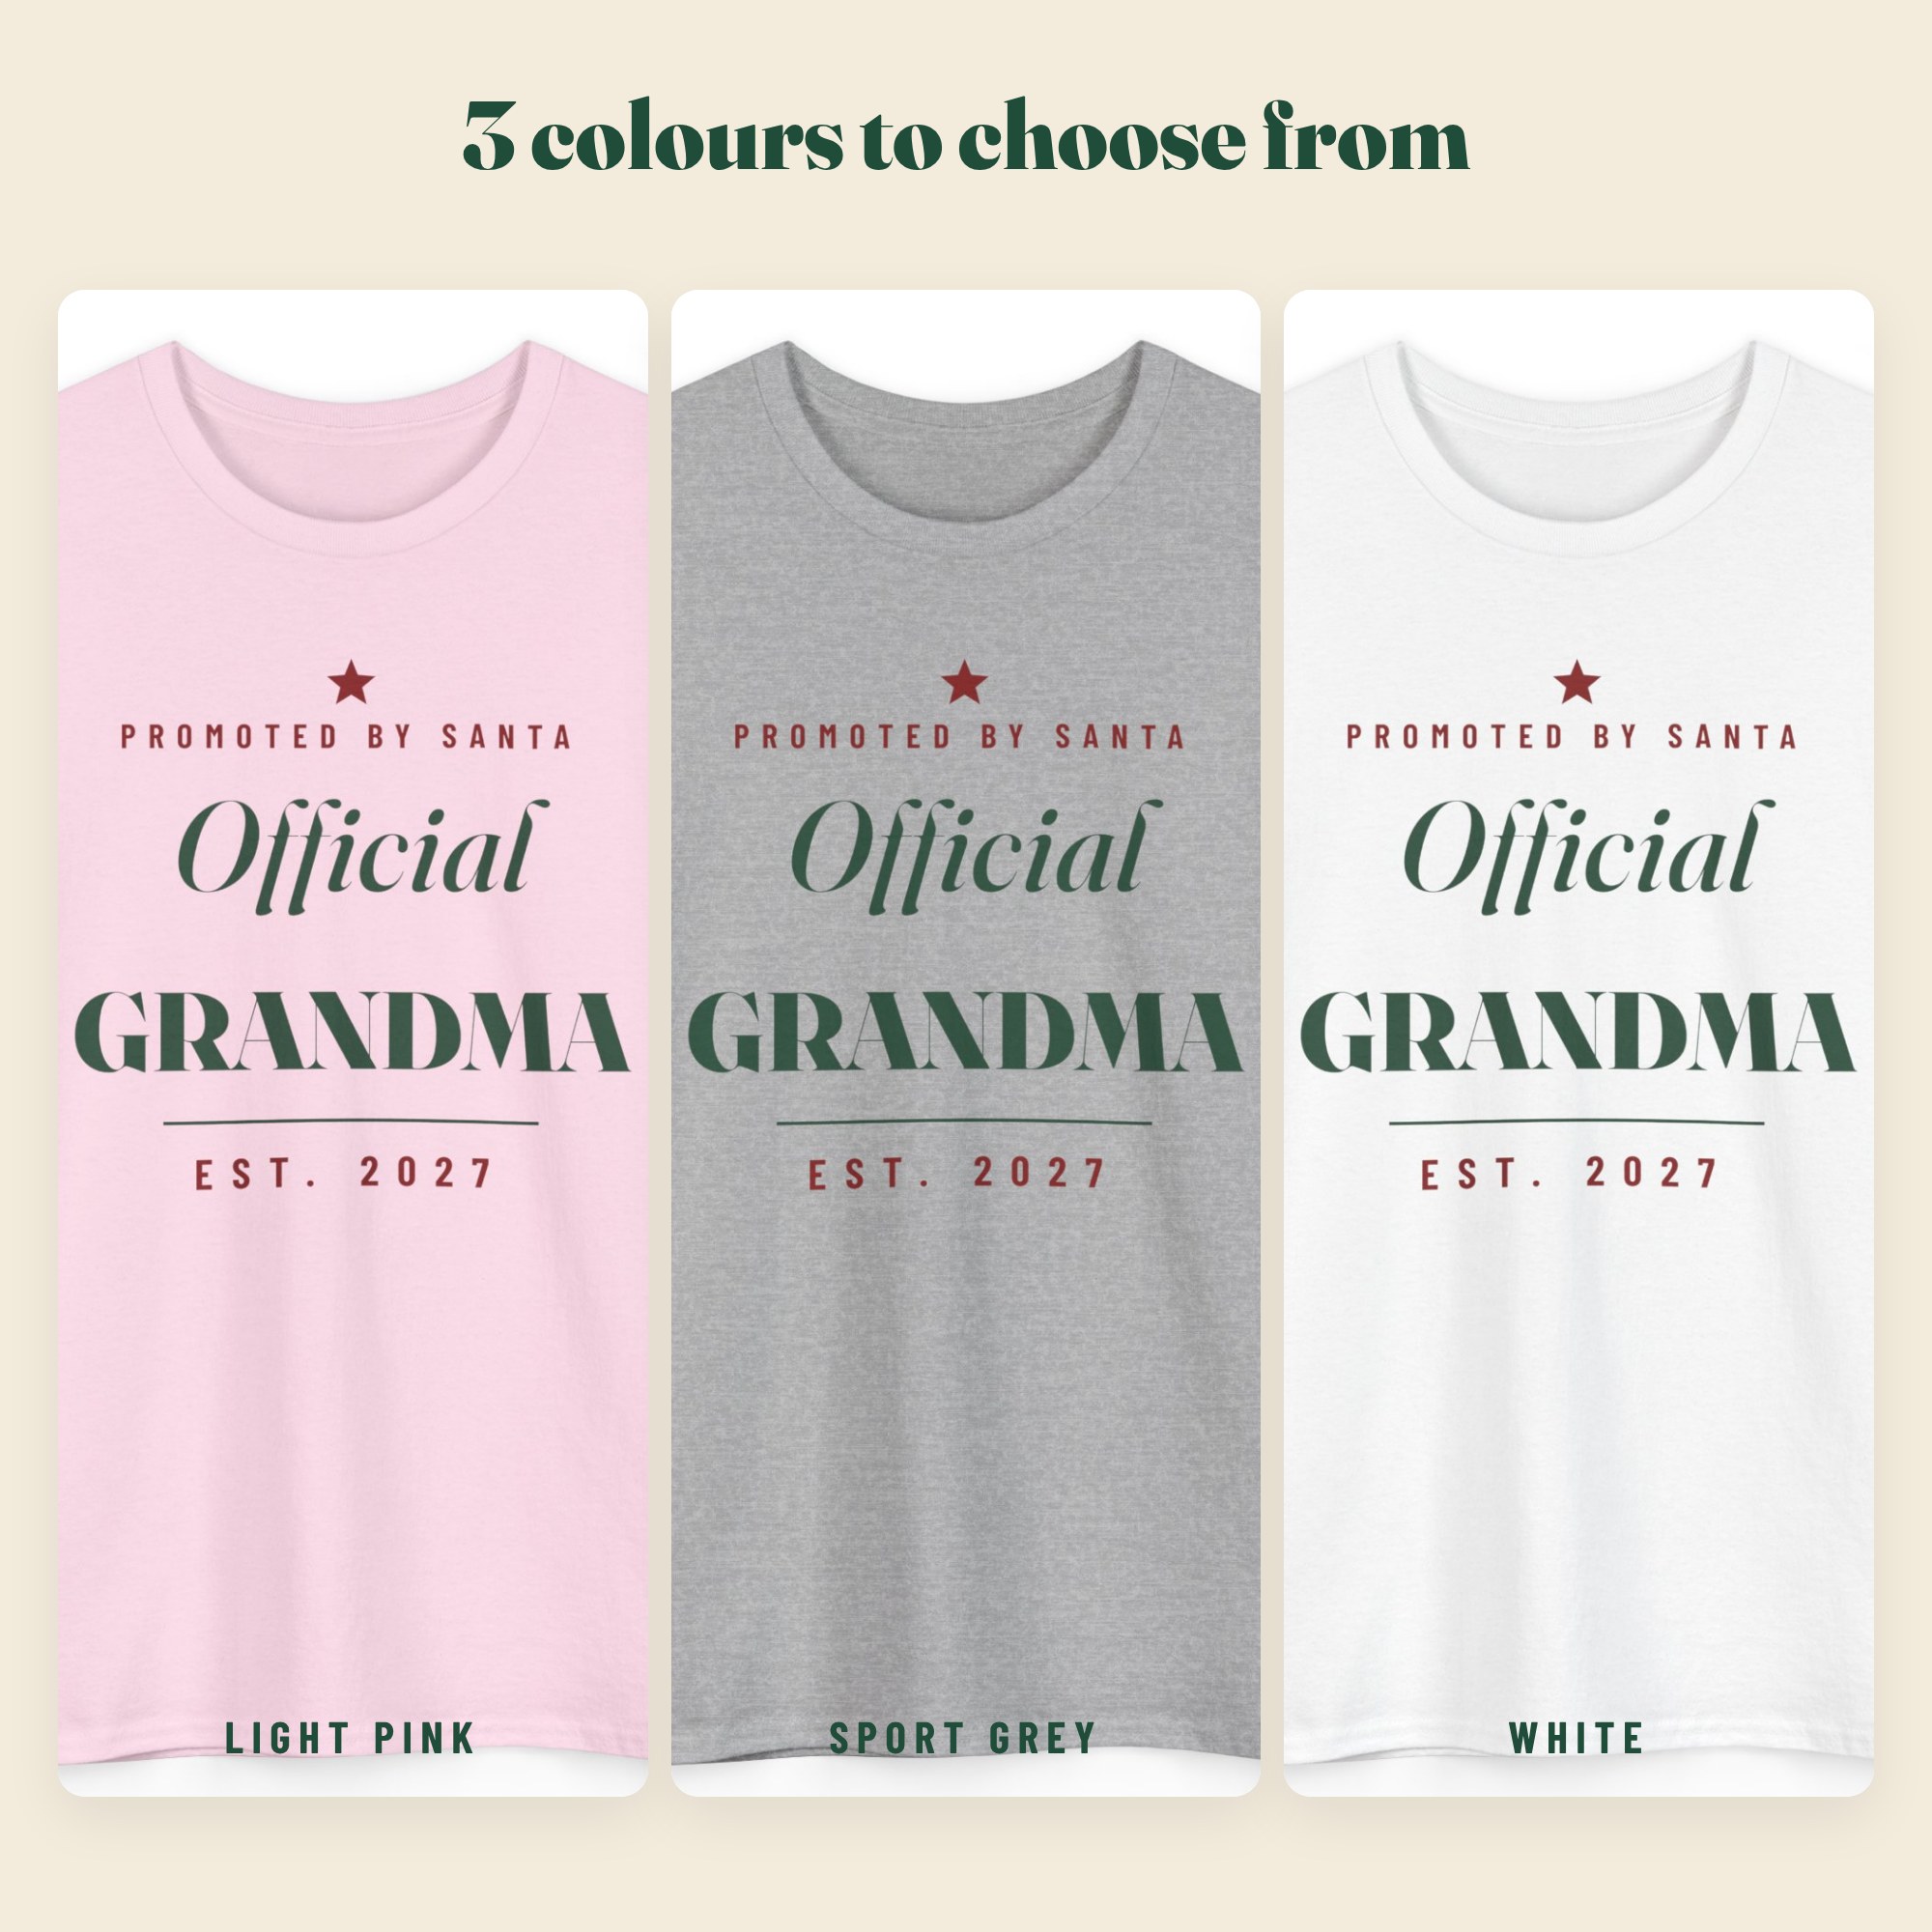 3 colours to choose from
PROMOTED BY SANTA
Official
GRANDMA
EST. 2027
LIGHT PINK
PROMOTED BY SANTA
Official
GRANDMA
EST. 2027
SPORT GREY
PROMOTED BY SANTA
Official
GRANDMA
EST. 2027
WHITE